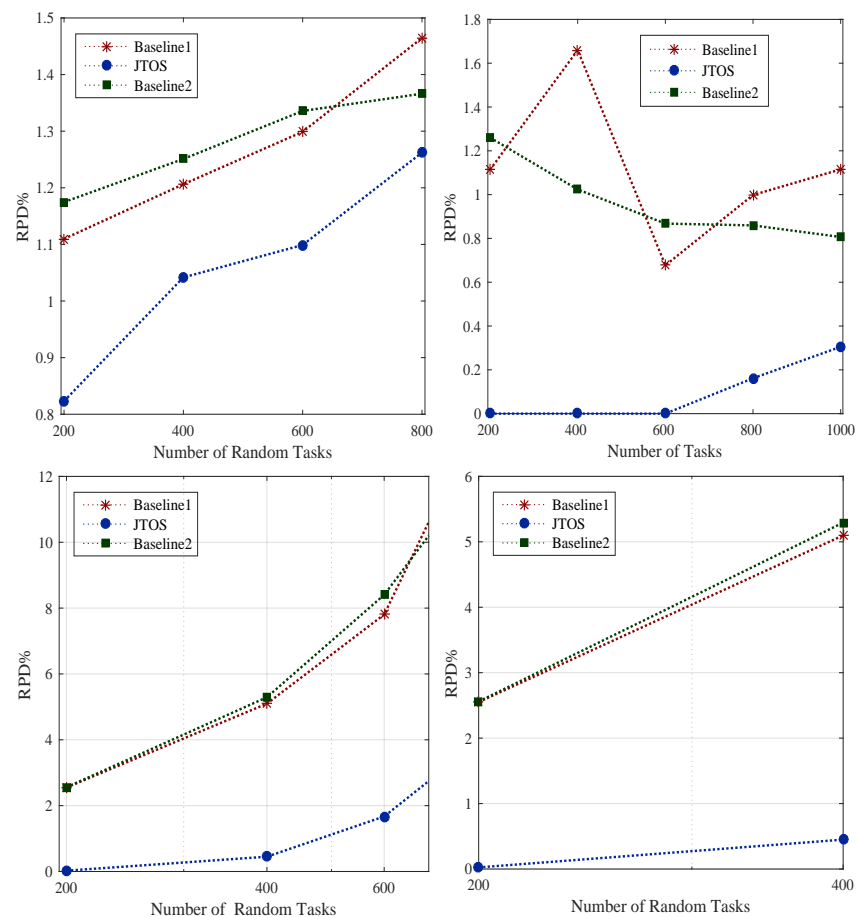 1.5
1.4
1.3
1.2
1.1
1
0.9
0.8
RPD%
Baseline1
JTOS
Baseline2
200
400
600
800
Number of Random Tasks
1.8
1.6
1.4
1.2
1
0.8
0.6
0.4
0.2
0
RPD%
Baseline1
JTOS
Baseline2
200
400
600
800
1000
Number of Tasks
12
10
8
6
4
2
0
RPD%
Baseline1
JTOS
Baseline2
200
400
600
Number of Random Tasks
6
5
4
3
2
1
0
RPD%
Baseline1
JTOS
Baseline2
200
400
Number of Random Tasks